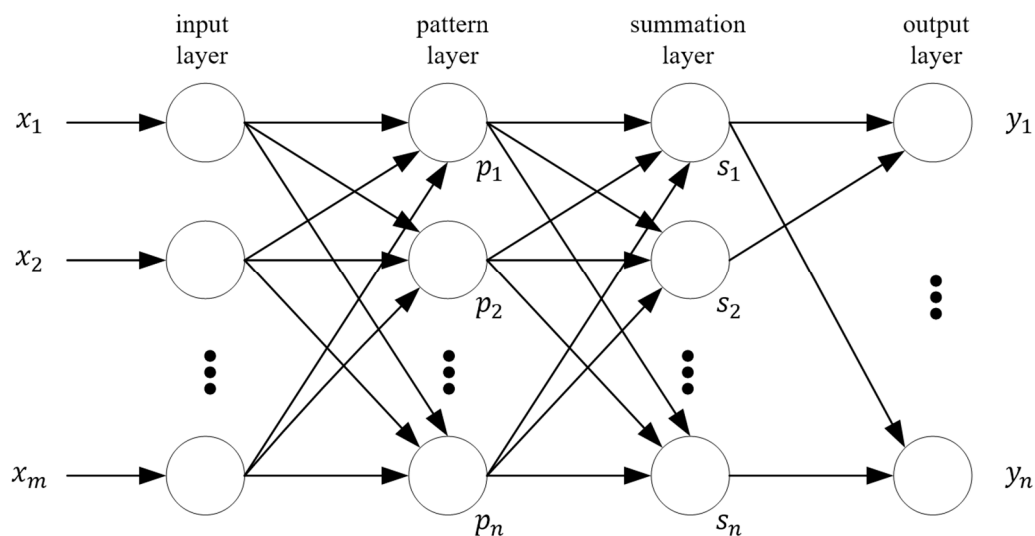 input
layer
pattern
layer
summation
layer
output
layer
x₁
y₁
p₁
s₁
x₂
p₂
s₂
xₘ
yₙ
pₙ
sₙ